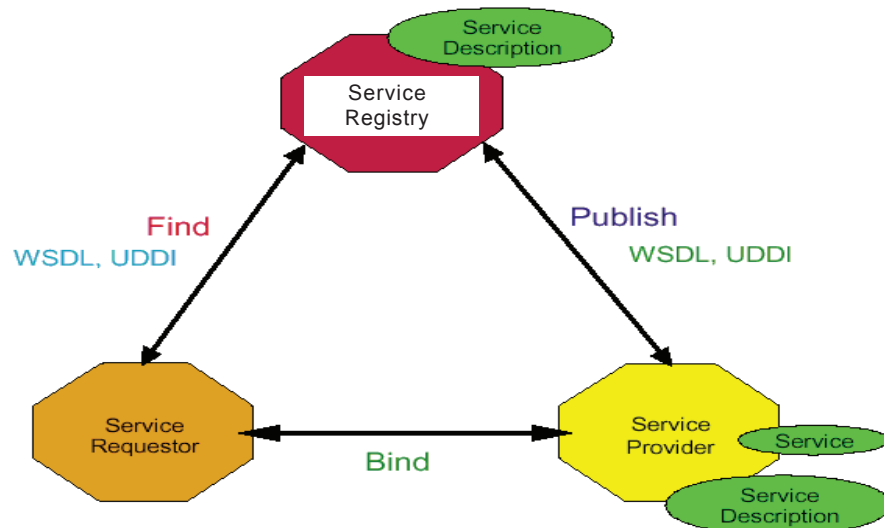 Service
Description
Service
Registry
Find
WSDL, UDDI
Publish
WSDL, UDDI
Service
Requestor
Bind
Service
Provider
Service
Service
Description